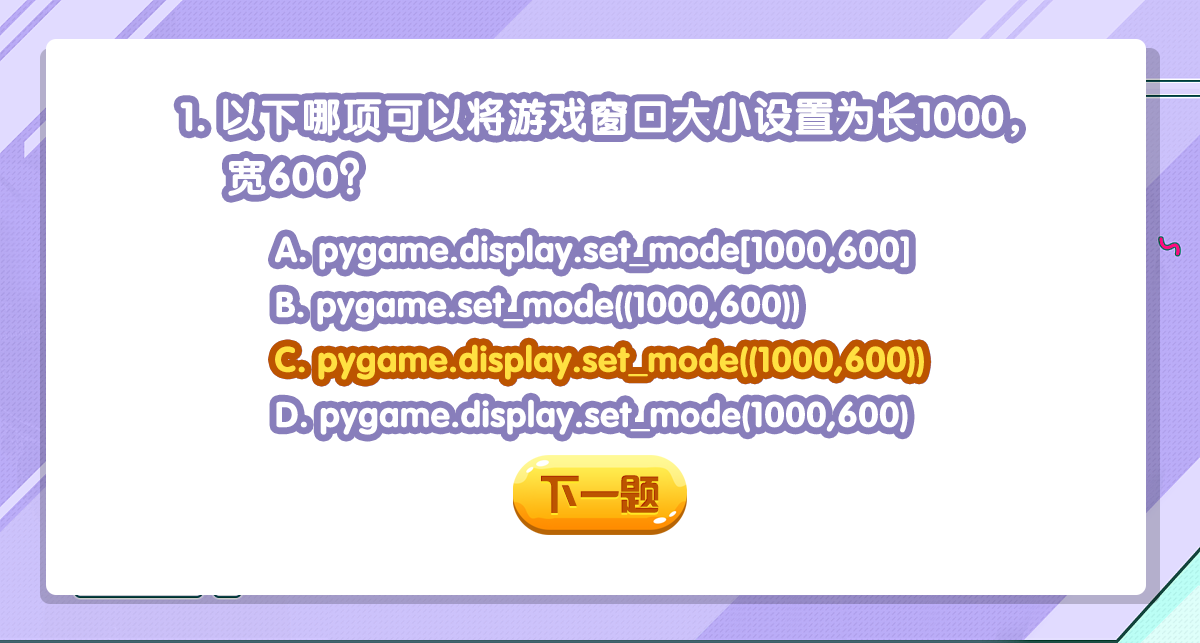 1. 以下哪项可以将游戏窗口大小设置为长1000，
宽600？
A. pygame.display.set_mode[1000,600]
B. pygame.set_mode((1000,600))
C. pygame.display.set_mode((1000,600))
D. pygame.display.set_mode(1000,600)
下一题